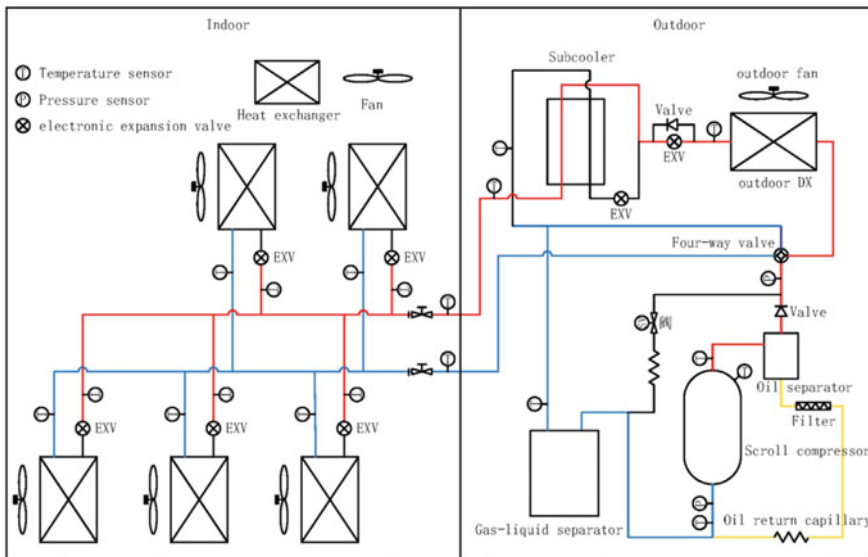 Indoor
Outdoor
T Temperature sensor
P Pressure sensor
electronic expansion valve
Heat exchanger
Fan
Subcooler
outdoor fan
Valve
EXV
outdoor DX
EXV
Four-way valve
EXV
EXV
阀
Valve
Oil separator
Filter
EXV
EXV
EXV
Scroll compressor
Gas-liquid separator
Oil return capillary